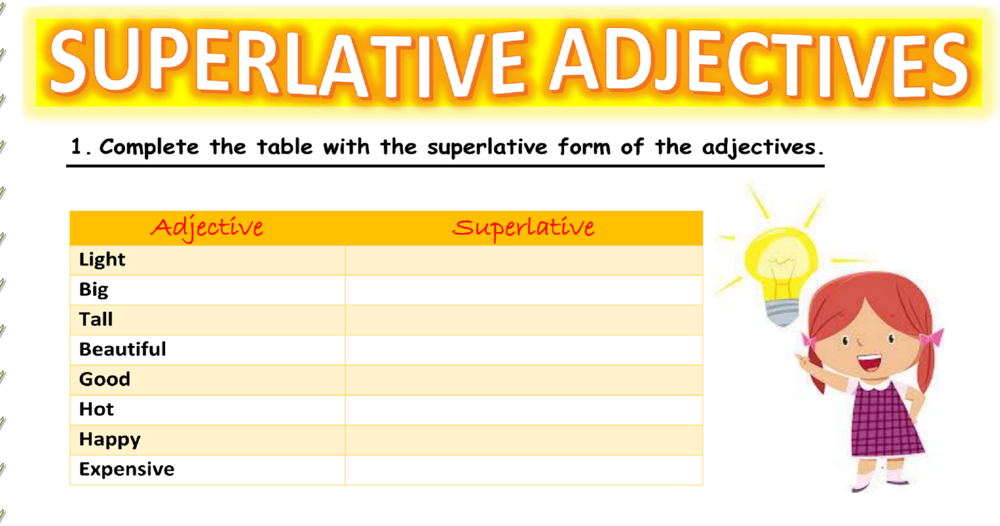 SUPERLATIVE ADJECTIVES
1. Complete the table with the superlative form of the adjectives.
Adjective Superlative
Light
Big
Tall
Beautiful
Good
Hot
Happy
Expensive